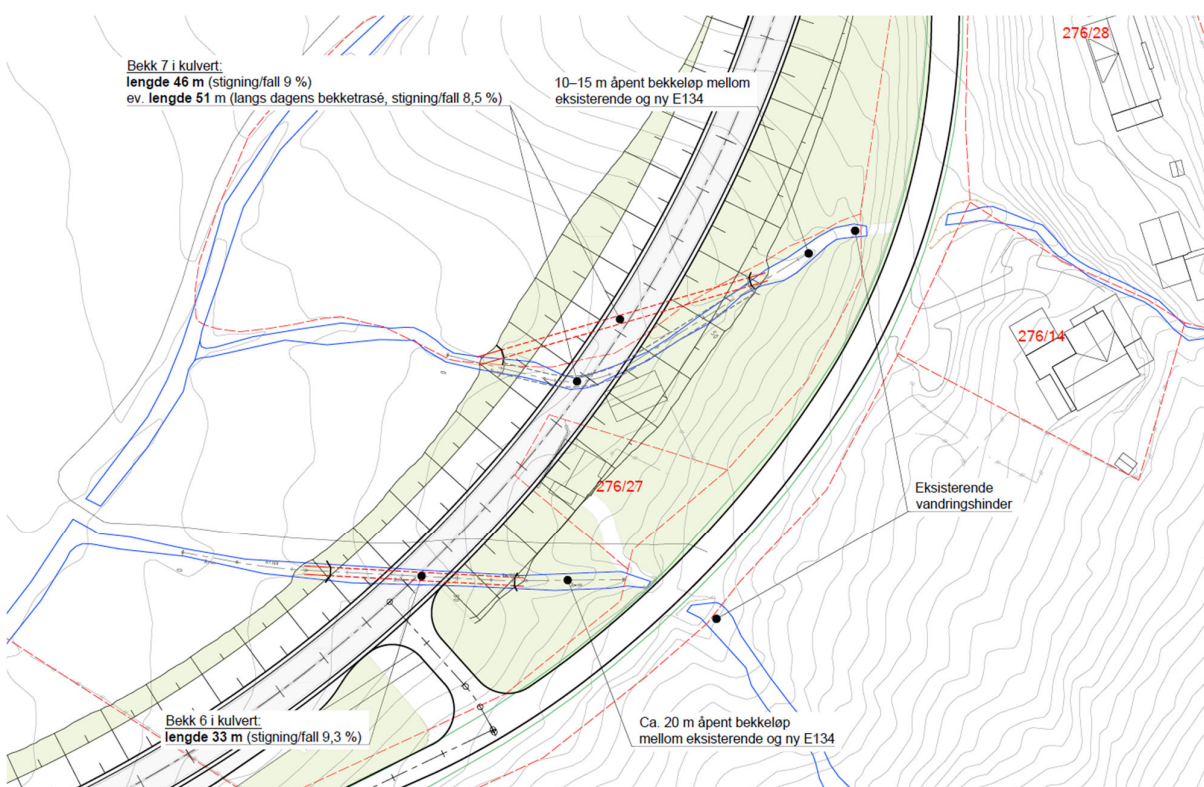 276/28
Bekk 7 i kulvert:
lengde 46 m (stigning/fall 9 %)
ev. lengde 51 m (langs dagens bekketrasé, stigning/fall 8,5 %)
10–15 m åpent bekkeløp mellom
eksisterende og ny E134
276/14
276/27
Eksisterende
vandringshinder
Bekk 6 i kulvert:
lengde 33 m (stigning/fall 9,3 %)
Ca. 20 m åpent bekkeløp
mellom eksisterende og ny E134